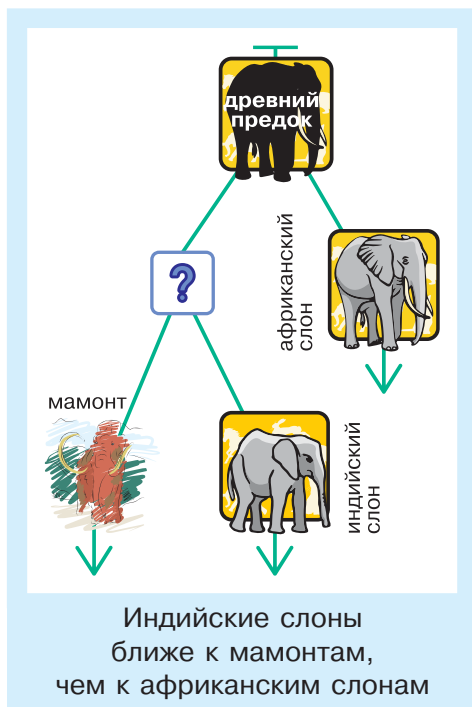 древний
предок
африканский
слон
?
мамонт
индийский
слон
Индийские слоны
ближе к мамонтам,
чем к африканским слонам